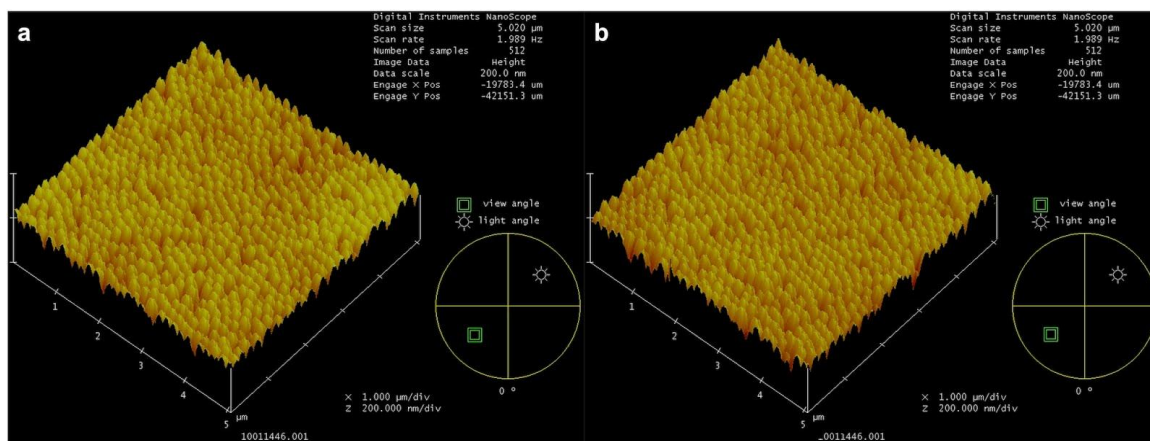 a
Digital Instruments NanoScope
Scan size 5.020 µm
Scan rate 1.989 Hz
Number of samples 512
Image Data Height
Data scale 200.0 nm
Engage X Pos -19783.4 um
Engage Y Pos -42151.3 um
view angle
light angle
1
2
3
4
5
µm
X 1.000 µm/div
Z 200.000 nm/div
0 °
10011446.001
b
Digital Instruments NanoScope
Scan size 5.020 µm
Scan rate 1.989 Hz
Number of samples 512
Image Data Height
Data scale 200.0 nm
Engage X Pos -19783.4 um
Engage Y Pos -42151.3 um
view angle
light angle
1
2
3
4
5
µm
X 1.000 µm/div
Z 200.000 nm/div
0 °
_0011446.001